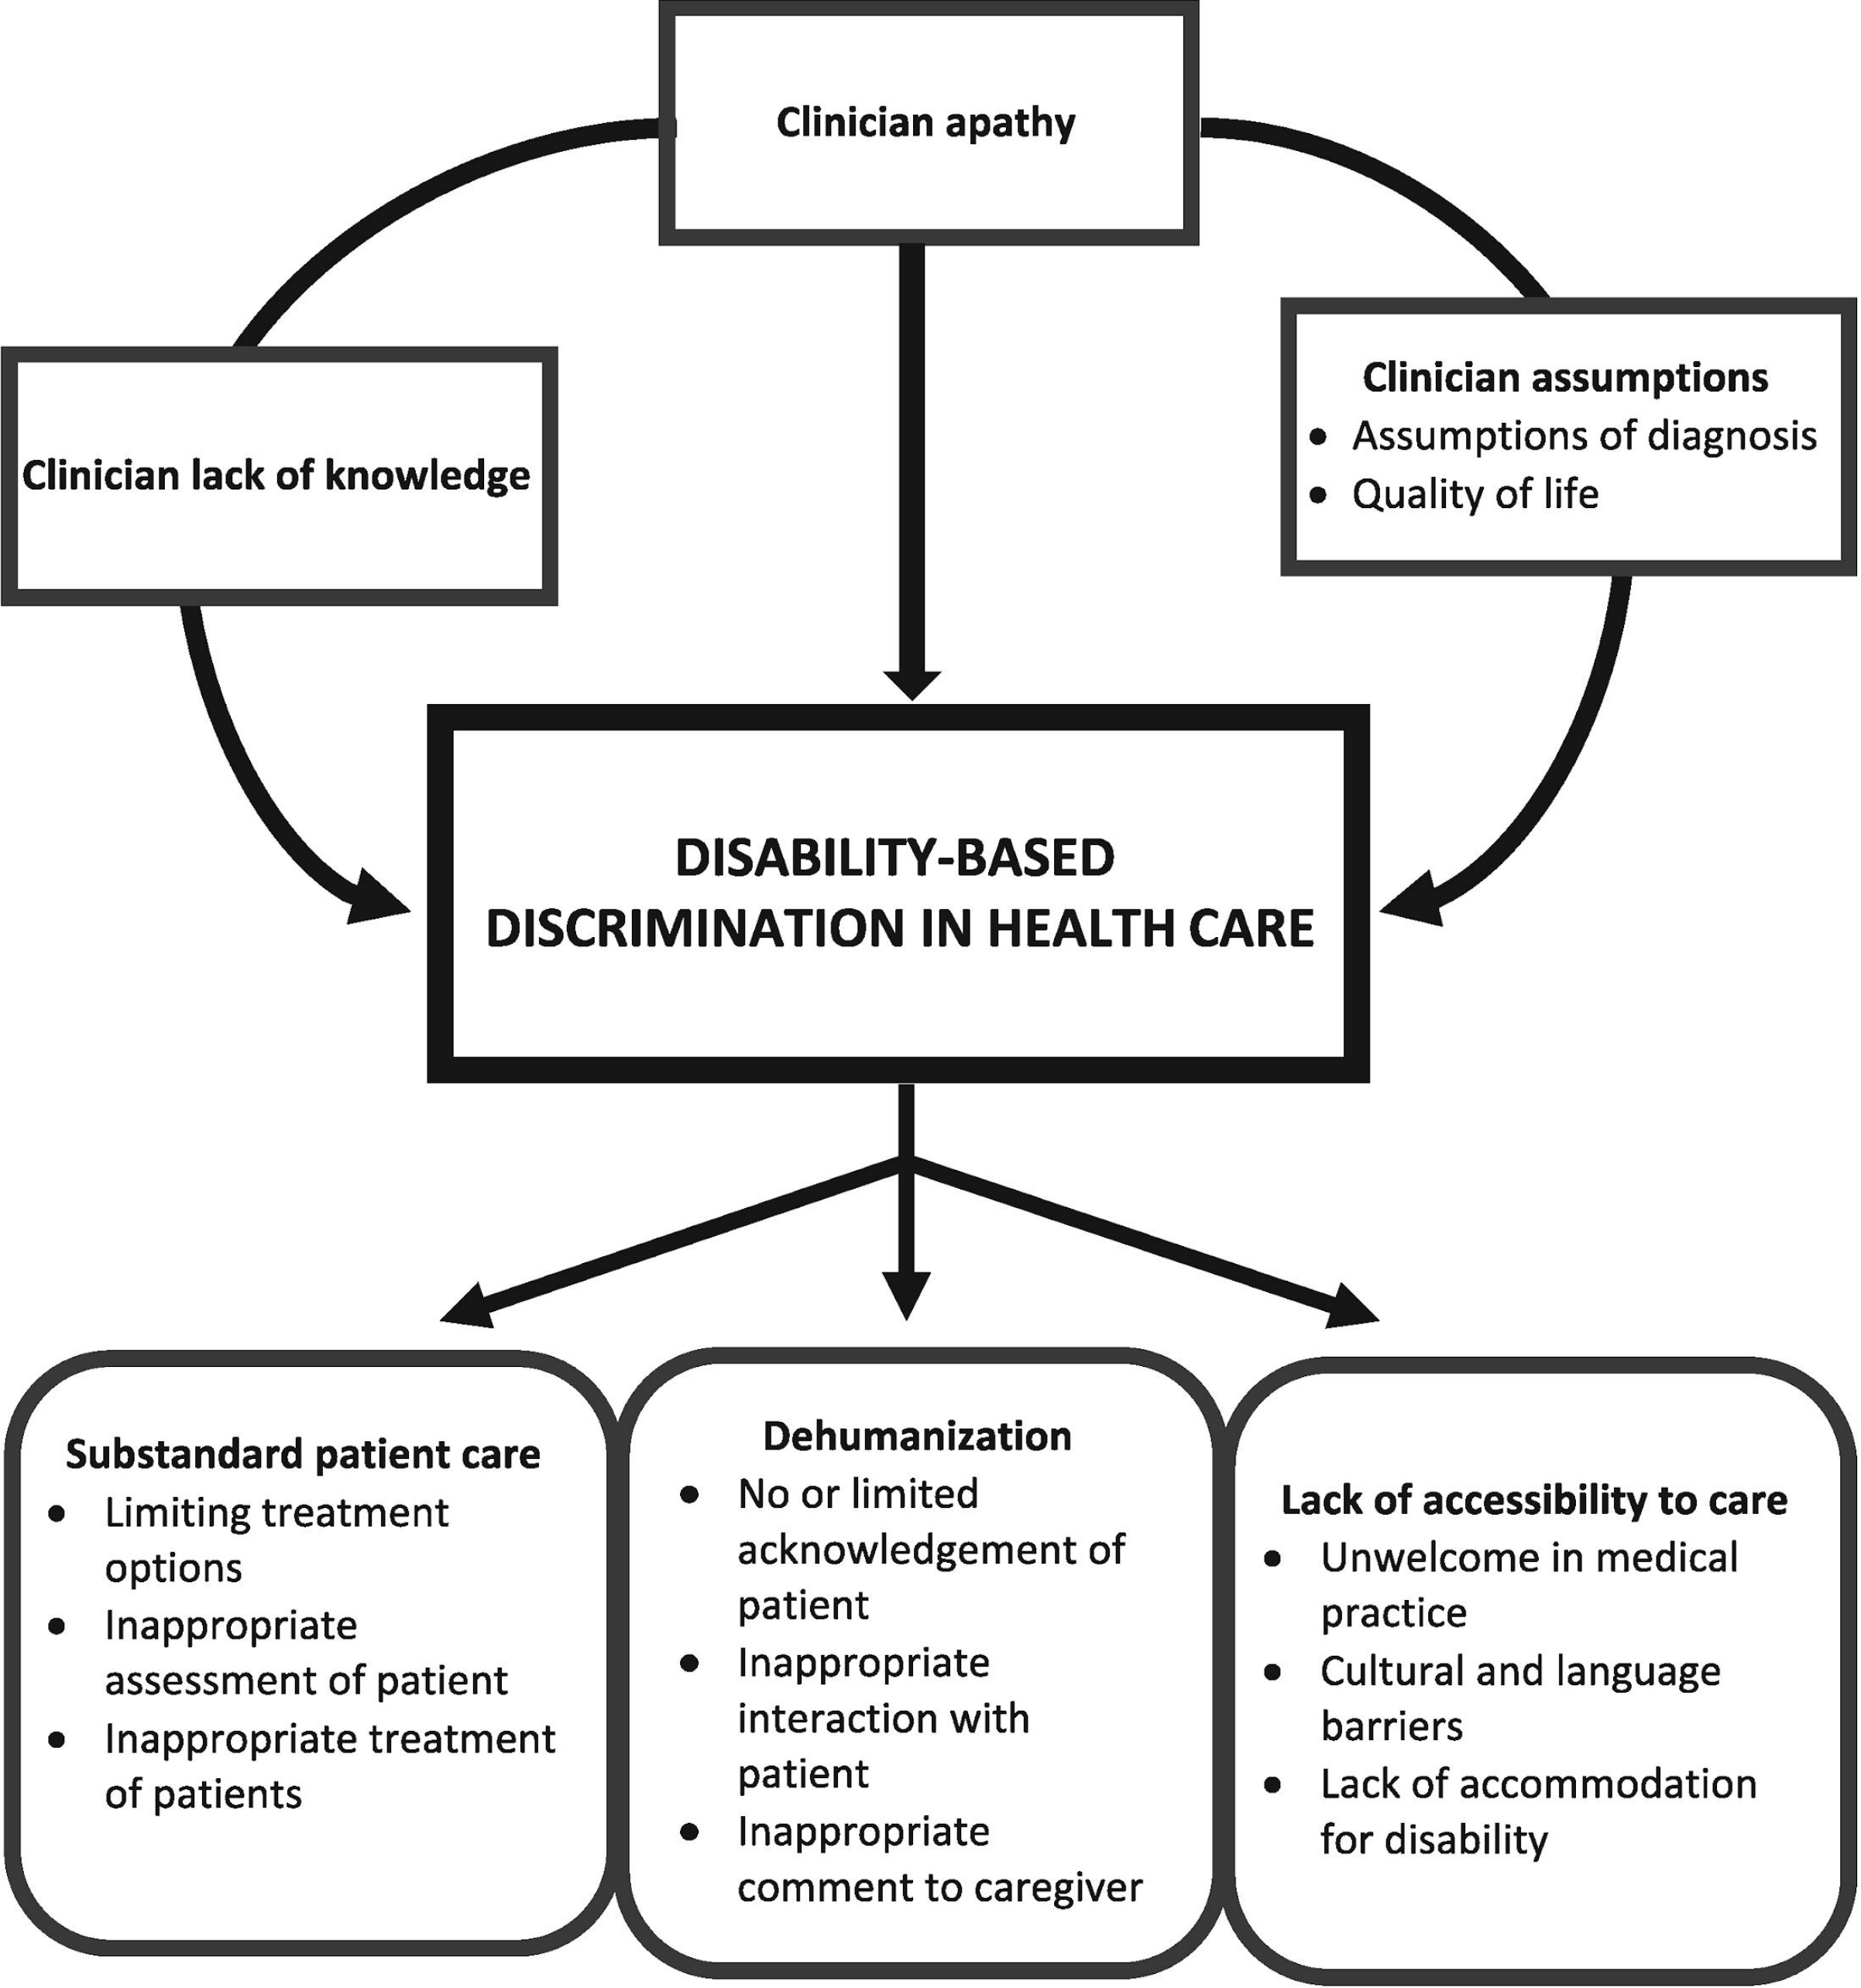 Clinician apathy
Clinician lack of knowledge
Clinician assumptions
• Assumptions of diagnosis
• Quality of life
DISABILITY-BASED
DISCRIMINATION IN HEALTH CARE
Substandard patient care
• Limiting treatment
options
• Inappropriate
assessment of patient
• Inappropriate treatment
of patients
Dehumanization
• No or limited
acknowledgement of
patient
• Inappropriate
interaction with
patient
• Inappropriate
comment to caregiver
Lack of accessibility to care
• Unwelcome in medical
practice
• Cultural and language
barriers
• Lack of accommodation
for disability